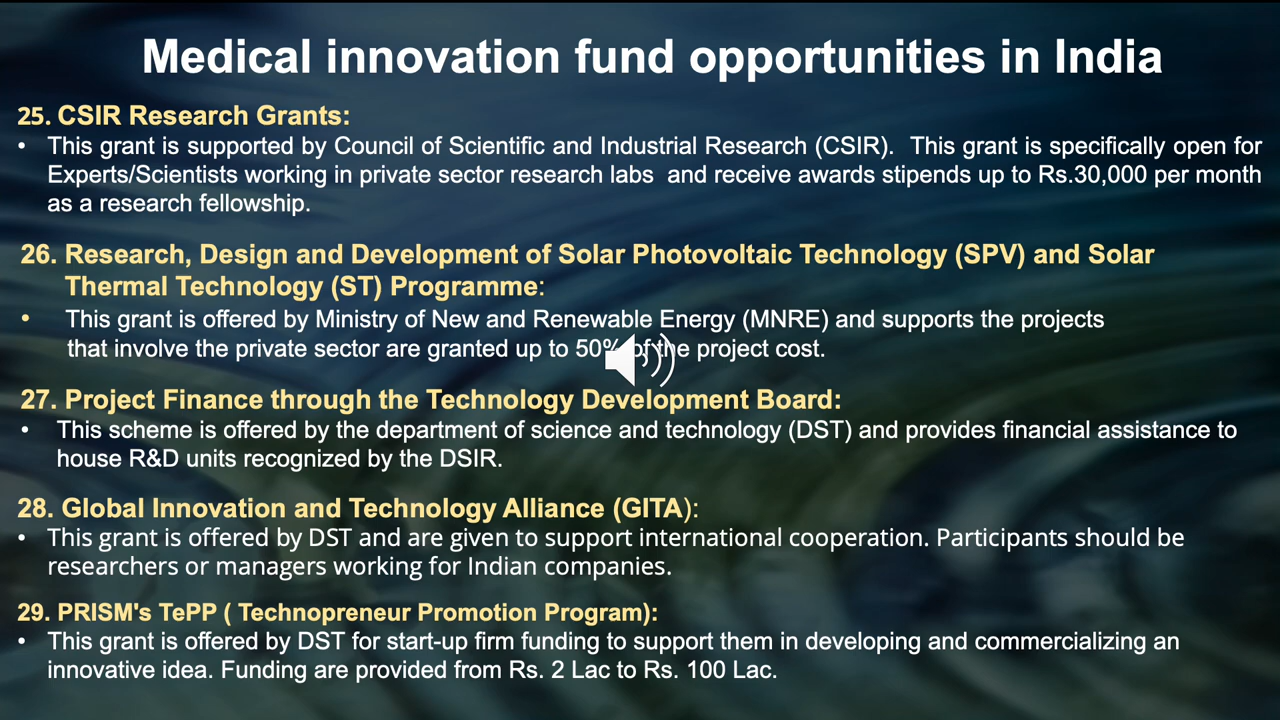 Medical innovation fund opportunities in India
25. CSIR Research Grants:
• This grant is supported by Council of Scientific and Industrial Research (CSIR).  This grant is specifically open for
Experts/Scientists working in private sector research labs  and receive awards stipends up to Rs.30,000 per month
as a research fellowship.
26. Research, Design and Development of Solar Photovoltaic Technology (SPV) and Solar
Thermal Technology (ST) Programme:
• This grant is offered by Ministry of New and Renewable Energy (MNRE) and supports the projects
that involve the private sector are granted up to 50% of the project cost.
27. Project Finance through the Technology Development Board:
• This scheme is offered by the department of science and technology (DST) and provides financial assistance to
house R&D units recognized by the DSIR.
28. Global Innovation and Technology Alliance (GITA):
• This grant is offered by DST and are given to support international cooperation. Participants should be
researchers or managers working for Indian companies.
29. PRISM's TePP ( Technopreneur Promotion Program):
• This grant is offered by DST for start-up firm funding to support them in developing and commercializing an
innovative idea. Funding are provided from Rs. 2 Lac to Rs. 100 Lac.